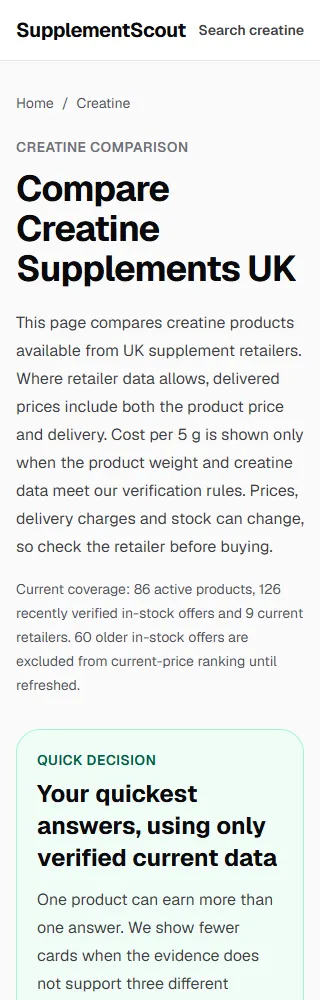 SupplementScout Search creatine
Home / Creatine
CREATINE COMPARISON
Compare
Creatine
Supplements UK
This page compares creatine products
available from UK supplement retailers.
Where retailer data allows, delivered
prices include both the product price
and delivery. Cost per 5 g is shown only
when the product weight and creatine
data meet our verification rules. Prices,
delivery charges and stock can change,
so check the retailer before buying.
Current coverage: 86 active products, 126
recently verified in-stock offers and 9 current
retailers. 60 older in-stock offers are
excluded from current-price ranking until
refreshed.
QUICK DECISION
Your quickest
answers, using only
verified current data
One product can earn more than
one answer. We show fewer
cards when the evidence does
not support three different